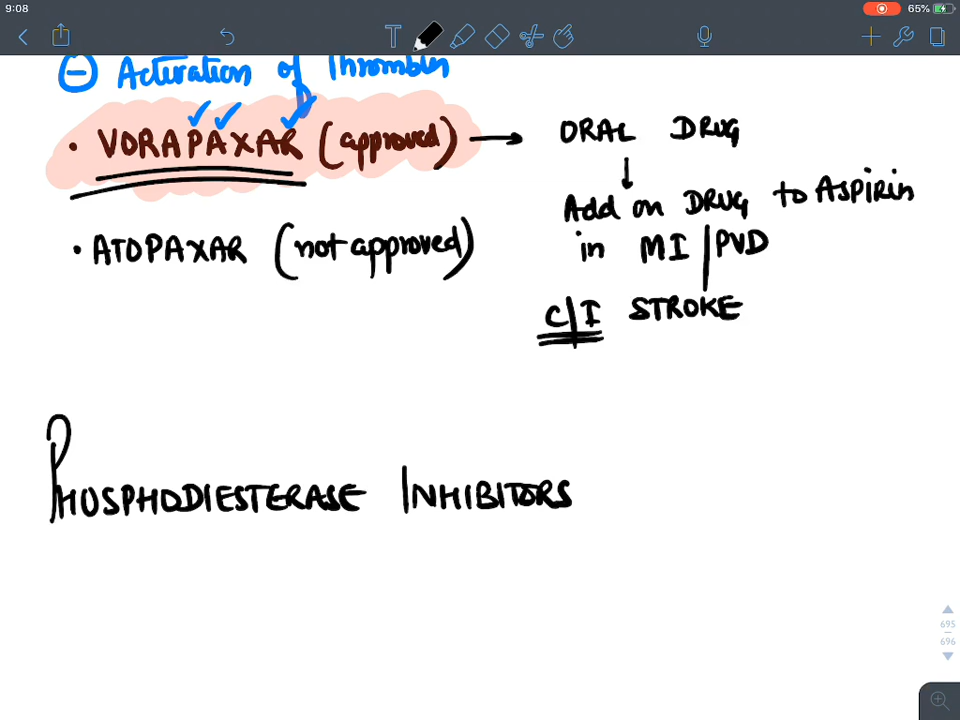 9:08
65%
T
⊖ Activation of Thrombin
• VORAPAXAR (approved) → ORAL DRUG
↓
Add on DRUG to ASPIRIN
in MI | PVD
• ATOPAXAR (not approved)
C/I STROKE
PHOSPHODIESTERASE INHIBITORS
695
696